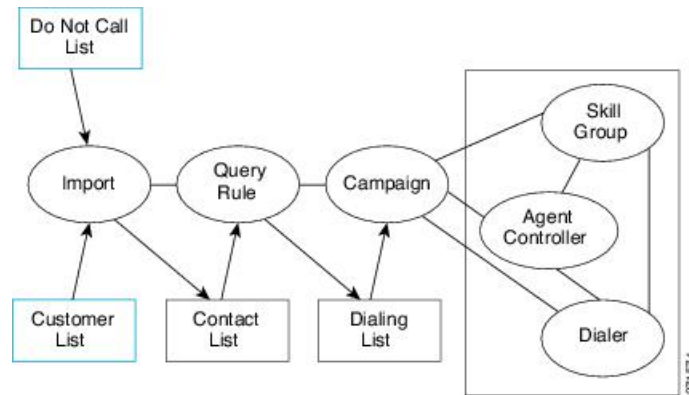 Do Not Call
List
Skill
Group
Import
Query
Rule
Campaign
Agent
Controller
Customer
List
Contact
List
Dialing
List
Dialer